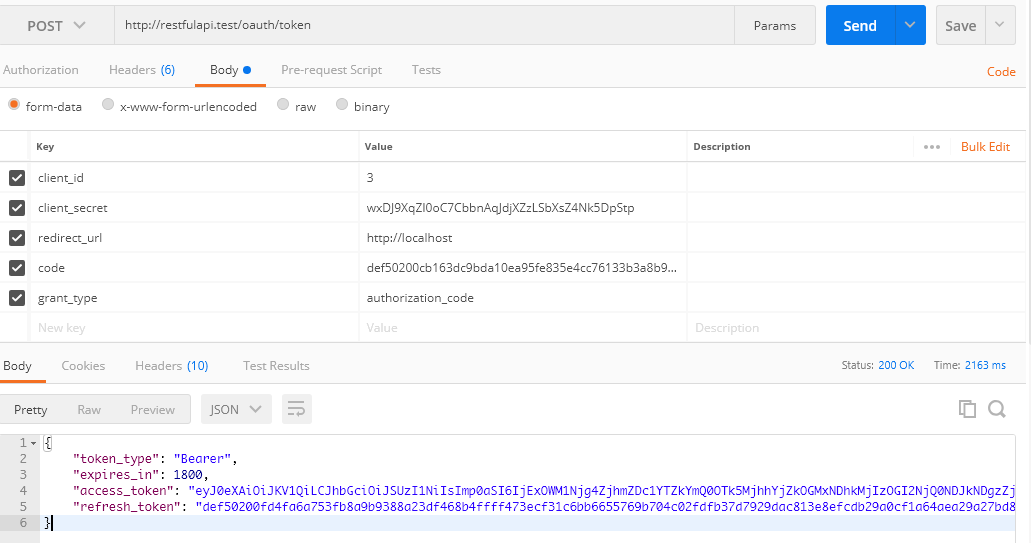 POST http://restfulapi.test/oauth/token Params Send Save
Authorization Headers (6) Body Pre-request Script Tests Code
form-data x-www-form-urlencoded raw binary
Key Value Description ••• Bulk Edit
client_id 3
client_secret wxDJ9XqZl0oC7CbbnAqJdjXZzLSbXsZ4Nk5DpStp
redirect_url http://localhost
code def50200cb163dc9bda10ea95fe835e4cc76133b3a8b9...
grant_type authorization_code
New key Value Description
Body Cookies Headers (10) Test Results Status: 200 OK Time: 2163 ms
Pretty Raw Preview JSON
1 {
2 "token_type": "Bearer",
3 "expires_in": 1800,
4 "access_token": "eyJ0eXAiOiJKV1QiLCJhbGciOiJSUzI1NiIsImp0aSI6IjExOWM1Njg4ZjhmZDc1YTZkYmQ0OTk5MjhhYjZkOGMxNDhkMjIzOGI2NjQ0NDJkNDgzZj
5 "refresh_token": "def50200fd4fa6a753fb8a9b9388a23df468b4ffff473ecf31c6bb6655769b704c02fdfb37d7929dac813e8efcdb29a0cf1a64aea29a27bd8
6 }